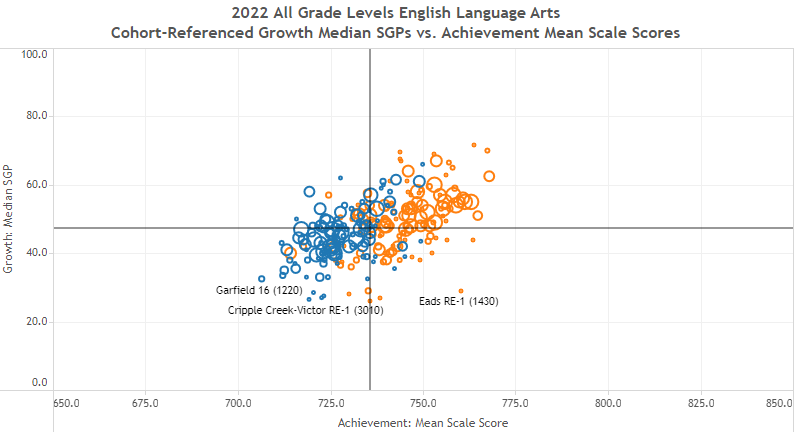 2022 All Grade Levels English Language Arts
Cohort-Referenced Growth Median SGPs vs. Achievement Mean Scale Scores
100.0
80.0
60.0
40.0
20.0
0.0
Growth: Median SGP
Garfield 16 (1220)
Cripple Creek-Victor RE-1 (3010)
Eads RE-1 (1430)
650.0 675.0 700.0 725.0 750.0 775.0 800.0 825.0 850.0
Achievement: Mean Scale Score